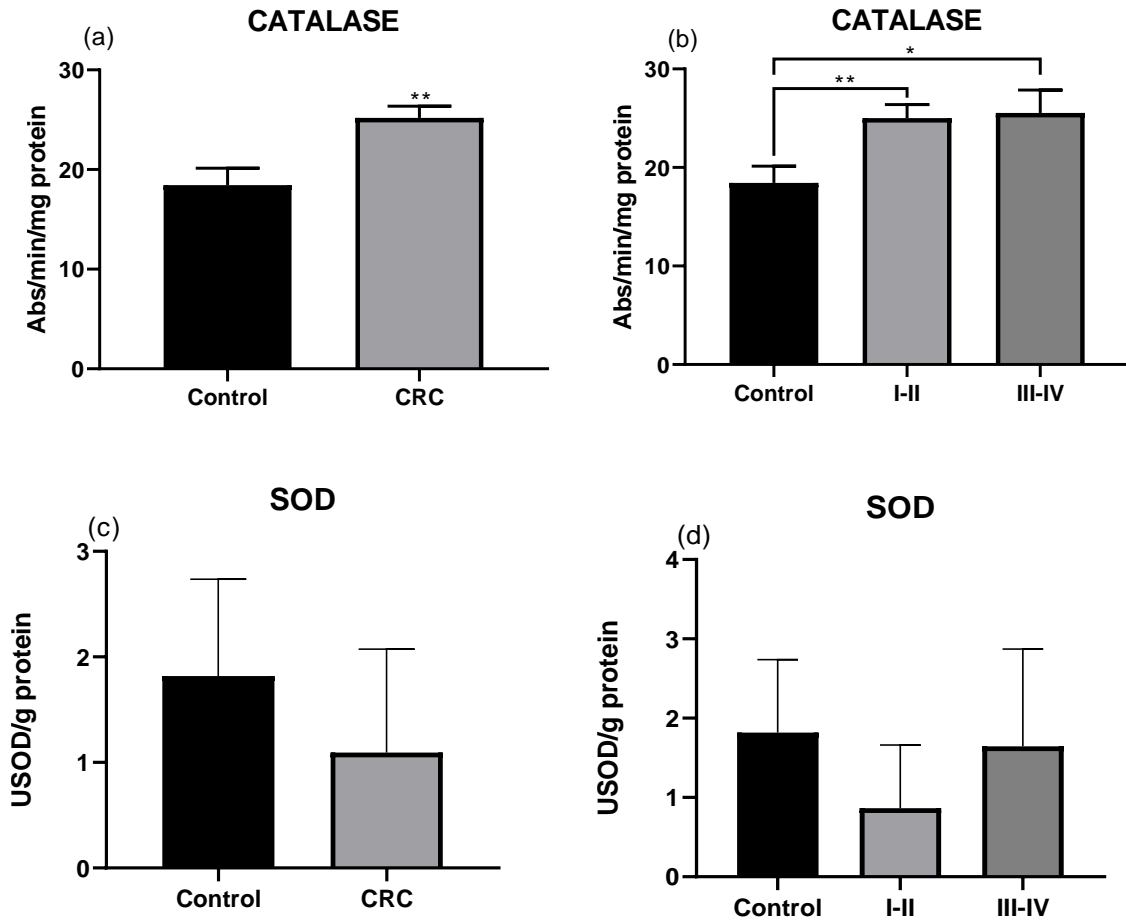 (a)
CATALASE
Abs/min/mg protein
30
20
10
0
**
Control
CRC
(b)
CATALASE
Abs/min/mg protein
30
20
10
0
*
**
Control
I-II
III-IV
(c)
SOD
USOD/g protein
3
2
1
0
Control
CRC
(d)
SOD
USOD/g protein
4
3
2
1
0
Control
I-II
III-IV